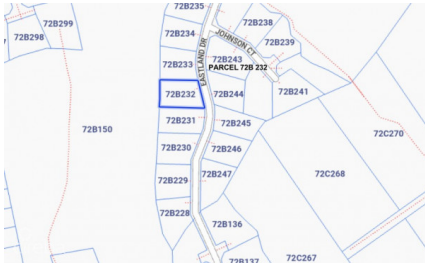 72B235
72B299
72B298
72B234
EASTLAND DR
JOHNSON CT
72B238
72B239
72B233
72B243
PARCEL 72B 232
72B232
72B244
72B241
72B231
72B245
72B150
72C270
72B230
72B246
72B229
72B247
72C268
72B228
72B136
72B137
72C267